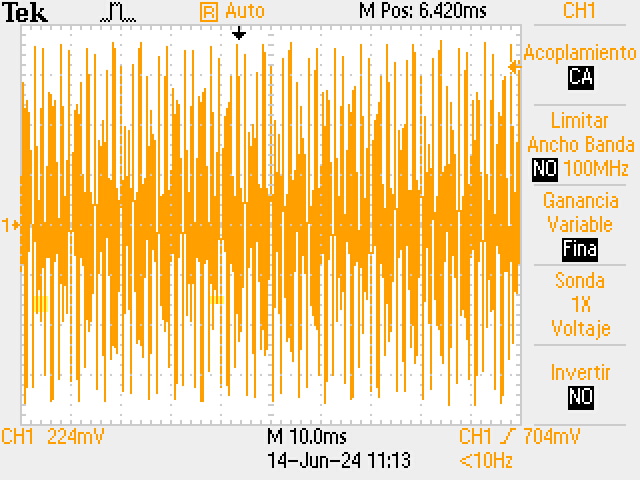 Tek R Auto M Pos: 6.420ms CH1
Acoplamiento
CA
Limitar
Ancho Banda
NO 100MHz
Ganancia
Variable
Fina
Sonda
1X
Voltaje
Invertir
NO
1
CH1 224mV M 10.0ms CH1 704mV
14-Jun-24 11:13 <10Hz